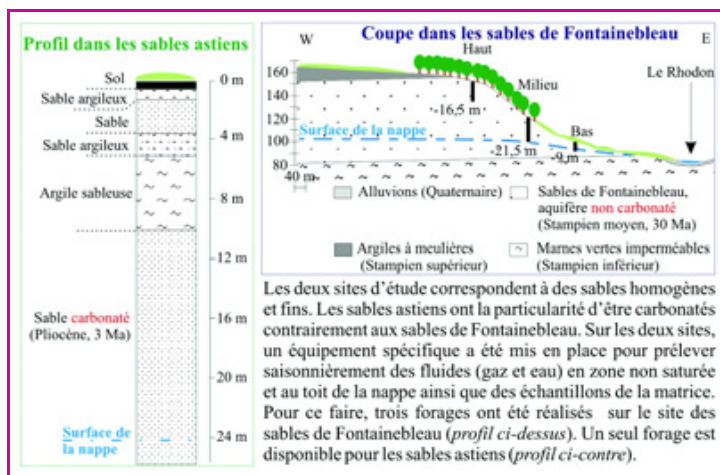 Profil dans les sables astiens
Sol
0 m
Sable argileux
Sable
4 m
Sable argileux
Argile sableuse
8 m
12 m
Sable carbonaté
(Pliocène, 3 Ma)
16 m
20 m
Surface de
la nappe
24 m
Coupe dans les sables de Fontainebleau
W
E
Haut
Milieu
Le Rhodon
Bas
160
140
120
100
80
-16,5 m
Surface de la nappe
-21,5 m
-9 m
40 m
Alluvions (Quaternaire)
Sables de Fontainebleau,
aquifère non carbonaté
(Stampien moyen, 30 Ma)
Argiles à meulières
(Stampien supérieur)
Marnes vertes imperméables
(Stampien inférieur)
Les deux sites d'étude correspondent à des sables homogènes
et fins. Les sables astiens ont la particularité d'être carbonatés
contrairement aux sables de Fontainebleau. Sur les deux sites,
un équipement spécifique a été mis en place pour prélever
saisonnièrement des fluides (gaz et eau) en zone non saturée
et au toit de la nappe ainsi que des échantillons de la matrice.
Pour ce faire, trois forages ont été réalisés sur le site des
sables de Fontainebleau (profil ci-dessus). Un seul forage est
disponible pour les sables astiens (profil ci-contre).